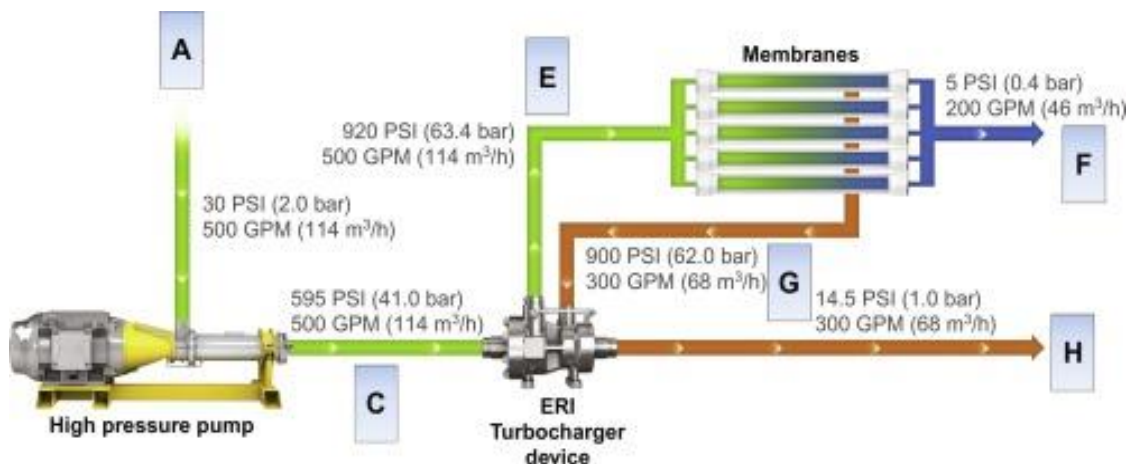 A
E
Membranes
5 PSI (0.4 bar)
200 GPM (46 m³/h)
920 PSI (63.4 bar)
500 GPM (114 m³/h)
F
30 PSI (2.0 bar)
500 GPM (114 m³/h)
900 PSI (62.0 bar)
300 GPM (68 m³/h)
G
595 PSI (41.0 bar)
500 GPM (114 m³/h)
14.5 PSI (1.0 bar)
300 GPM (68 m³/h)
H
C
High pressure pump
ERI
Turbocharger
device